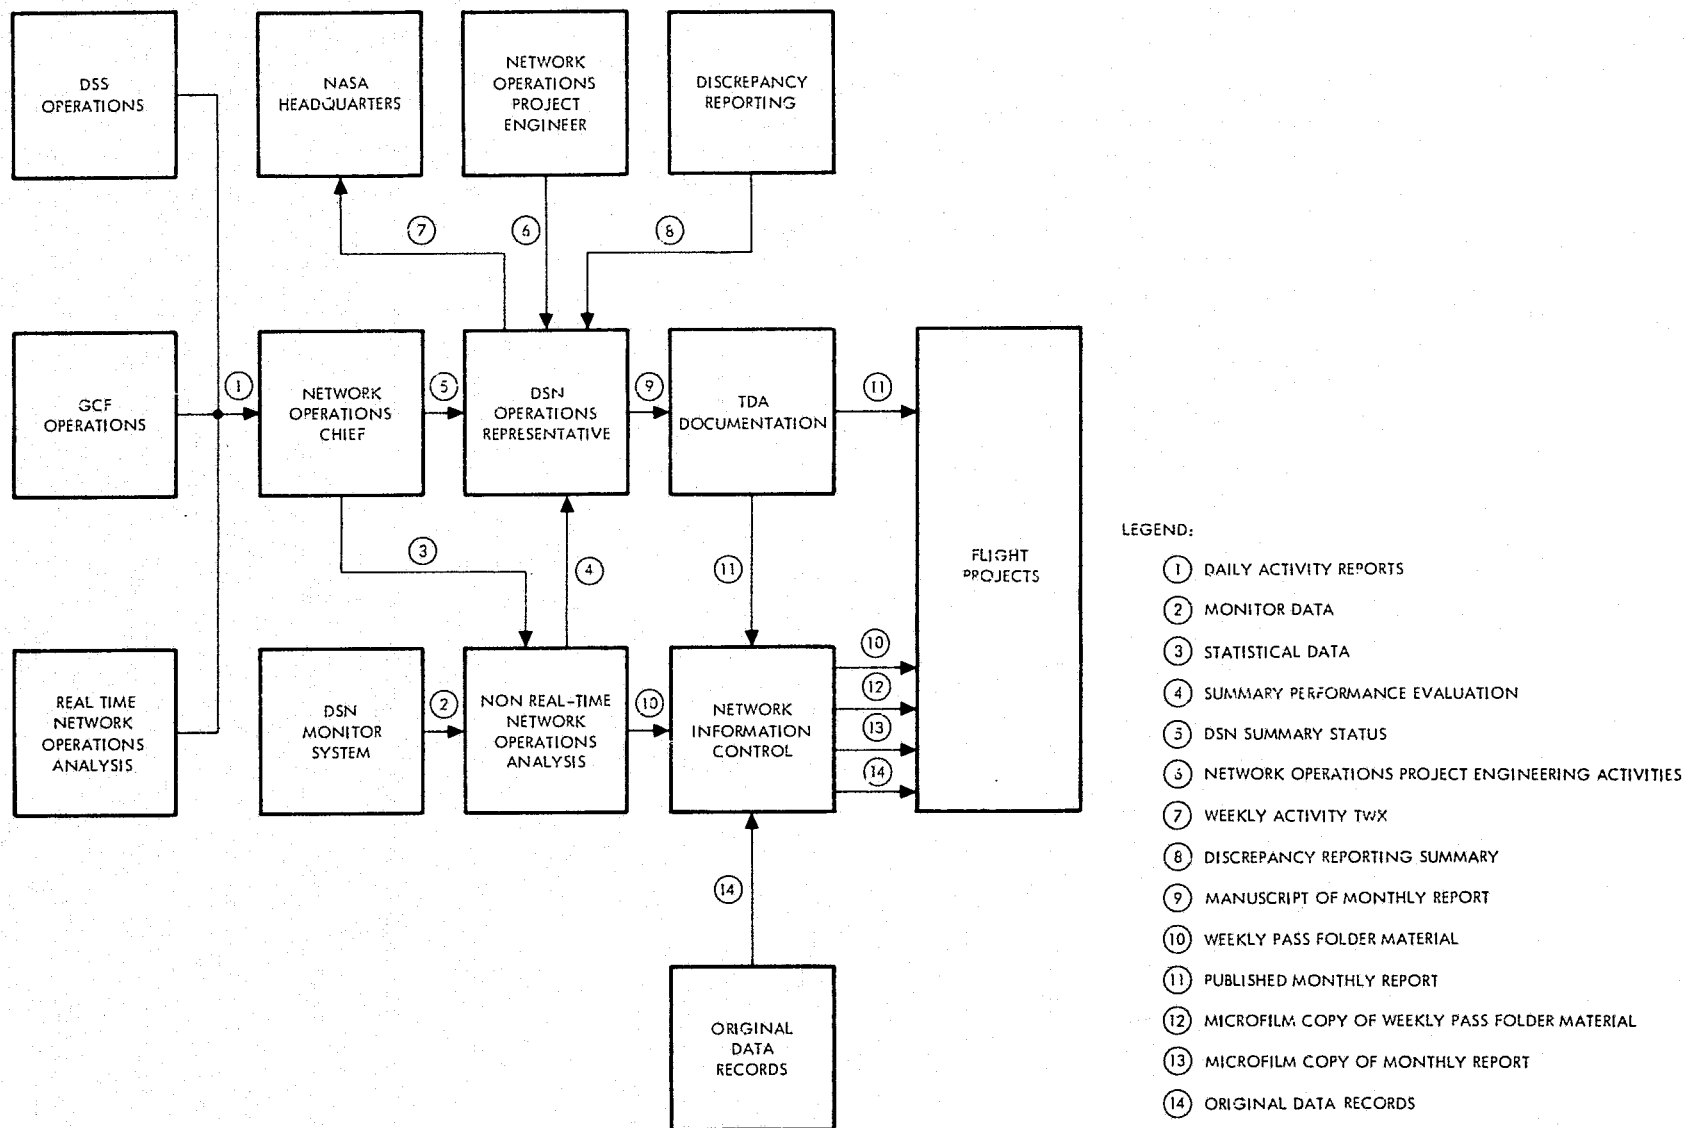 DSS
OPERATIONS
NASA
HEADQUARTERS
NETWORK
OPERATIONS
PROJECT
ENGINEER
DISCREPANCY
REPORTING
7
6
8
GCF
OPERATIONS
1
NETWORK
OPERATIONS
CHIEF
5
DSN
OPERATIONS
REPRESENTATIVE
9
TDA
DOCUMENTATION
11
FLIGHT
PROJECTS
3
4
11
REAL TIME
NETWORK
OPERATIONS
ANALYSIS
DSN
MONITOR
SYSTEM
2
NON REAL-TIME
NETWORK
OPERATIONS
ANALYSIS
10
NETWORK
INFORMATION
CONTROL
10
12
13
14
14
ORIGINAL
DATA
RECORDS
LEGEND:
1 DAILY ACTIVITY REPORTS
2 MONITOR DATA
3 STATISTICAL DATA
4 SUMMARY PERFORMANCE EVALUATION
5 DSN SUMMARY STATUS
6 NETWORK OPERATIONS PROJECT ENGINEERING ACTIVITIES
7 WEEKLY ACTIVITY TWX
8 DISCREPANCY REPORTING SUMMARY
9 MANUSCRIPT OF MONTHLY REPORT
10 WEEKLY PASS FOLDER MATERIAL
11 PUBLISHED MONTHLY REPORT
12 MICROFILM COPY OF WEEKLY PASS FOLDER MATERIAL
13 MICROFILM COPY OF MONTHLY REPORT
14 ORIGINAL DATA RECORDS